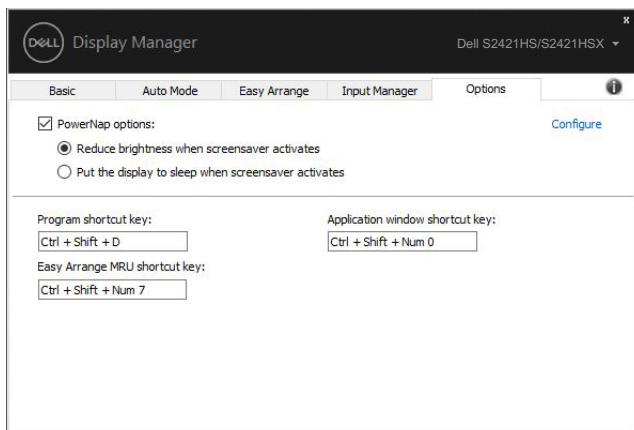 x
DELL Display Manager
Dell S2421HS/S2421HSX
Basic Auto Mode Easy Arrange Input Manager Options i
PowerNap options: Configure
Reduce brightness when screensaver activates
Put the display to sleep when screensaver activates
Program shortcut key: Application window shortcut key:
Ctrl + Shift + D Ctrl + Shift + Num 0
Easy Arrange MRU shortcut key:
Ctrl + Shift + Num 7